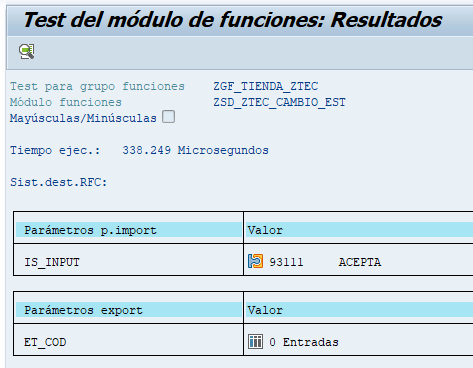 Test del módulo de funciones: Resultados
Test para grupo funciones ZGF_TIENDA_ZTEC
Módulo funciones ZSD_ZTEC_CAMBIO_EST
Mayúsculas/Minúsculas
Tiempo ejec.: 338.249 Microsegundos
Sist.dest.RFC:
Parámetros p.import Valor
IS_INPUT 93111 ACEPTA
Parámetros export Valor
ET_COD 0 Entradas